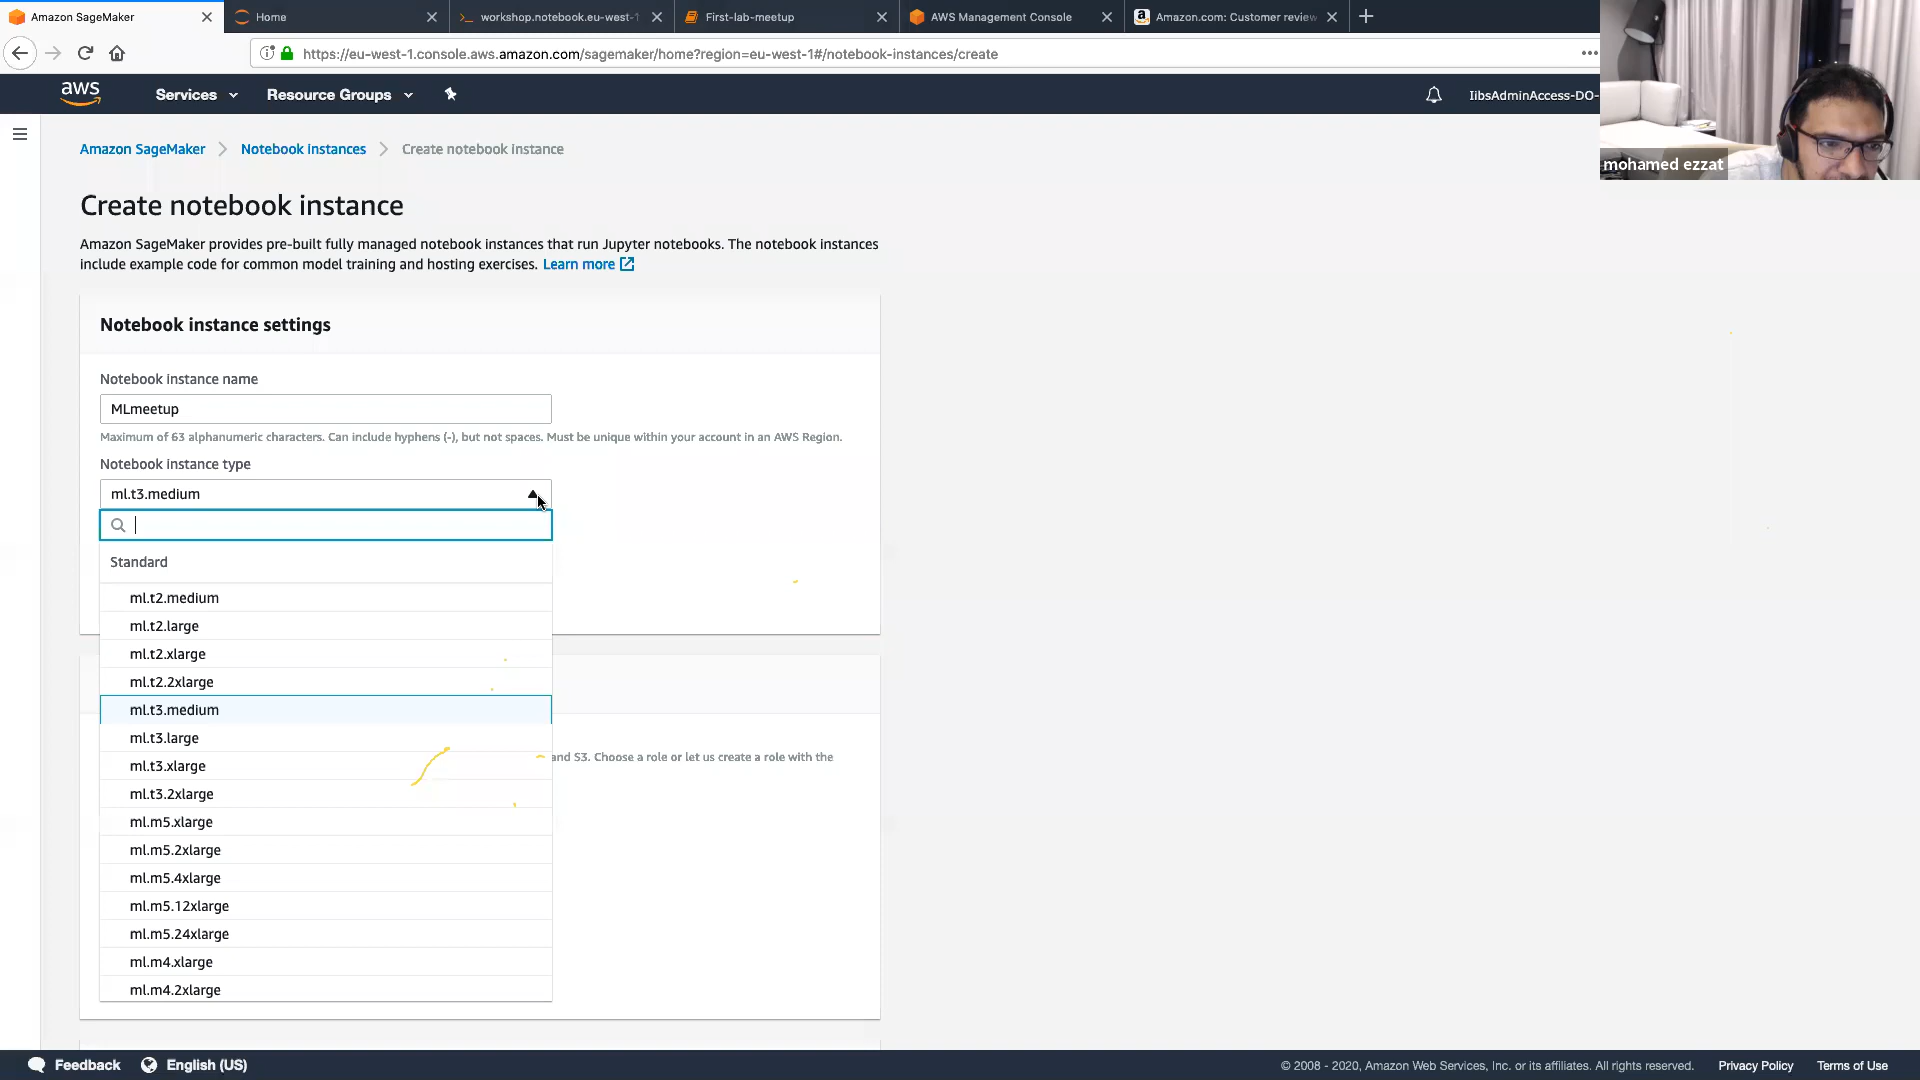 Amazon SageMaker
Home
workshop.notebook.eu-west-1
First-lab-meetup
AWS Management Console
Amazon.com: Customer review
https://eu-west-1.console.aws.amazon.com/sagemaker/home?region=eu-west-1#/notebook-instances/create
aws
Services
Resource Groups
IibsAdminAccess-DO-
mohamed ezzat
Amazon SageMaker
Notebook instances
Create notebook instance
Create notebook instance
Amazon SageMaker provides pre-built fully managed notebook instances that run Jupyter notebooks. The notebook instances
include example code for common model training and hosting exercises. Learn more
Notebook instance settings
Notebook instance name
MLmeetup
Maximum of 63 alphanumeric characters. Can include hyphens (-), but not spaces. Must be unique within your account in an AWS Region.
Notebook instance type
ml.t3.medium
Standard
ml.t2.medium
ml.t2.large
ml.t2.xlarge
ml.t2.2xlarge
ml.t3.medium
ml.t3.large
and S3. Choose a role or let us create a role with the
ml.t3.xlarge
ml.t3.2xlarge
ml.m5.xlarge
ml.m5.2xlarge
ml.m5.4xlarge
ml.m5.12xlarge
ml.m5.24xlarge
ml.m4.xlarge
ml.m4.2xlarge
Feedback
English (US)
© 2008 - 2020, Amazon Web Services, Inc. or its affiliates. All rights reserved.
Privacy Policy
Terms of Use